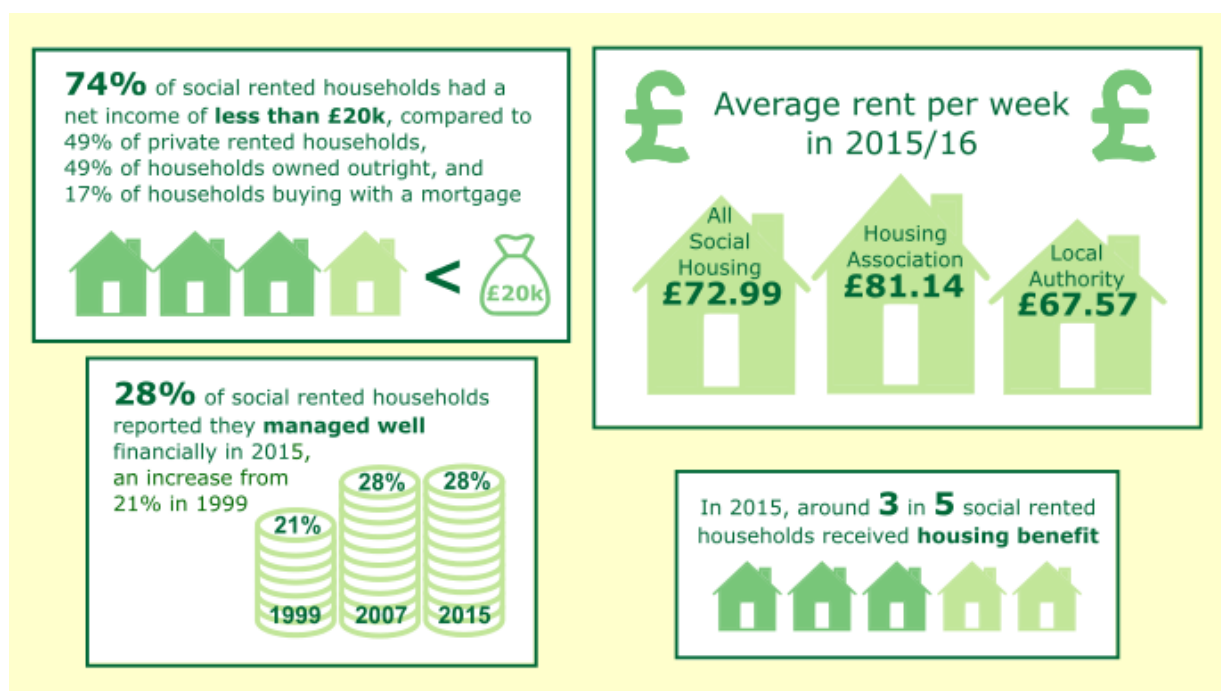 74% of social rented households had a
net income of less than £20k, compared to
49% of private rented households,
49% of households owned outright, and
17% of households buying with a mortgage
<
£20k
£ £
Average rent per week
in 2015/16
All
Social
Housing
£72.99
Housing
Association
£81.14
Local
Authority
£67.57
28% of social rented households
reported they managed well
financially in 2015,
an increase from
21% in 1999
21%
28%
28%
1999
2007
2015
In 2015, around 3 in 5 social rented
households received housing benefit